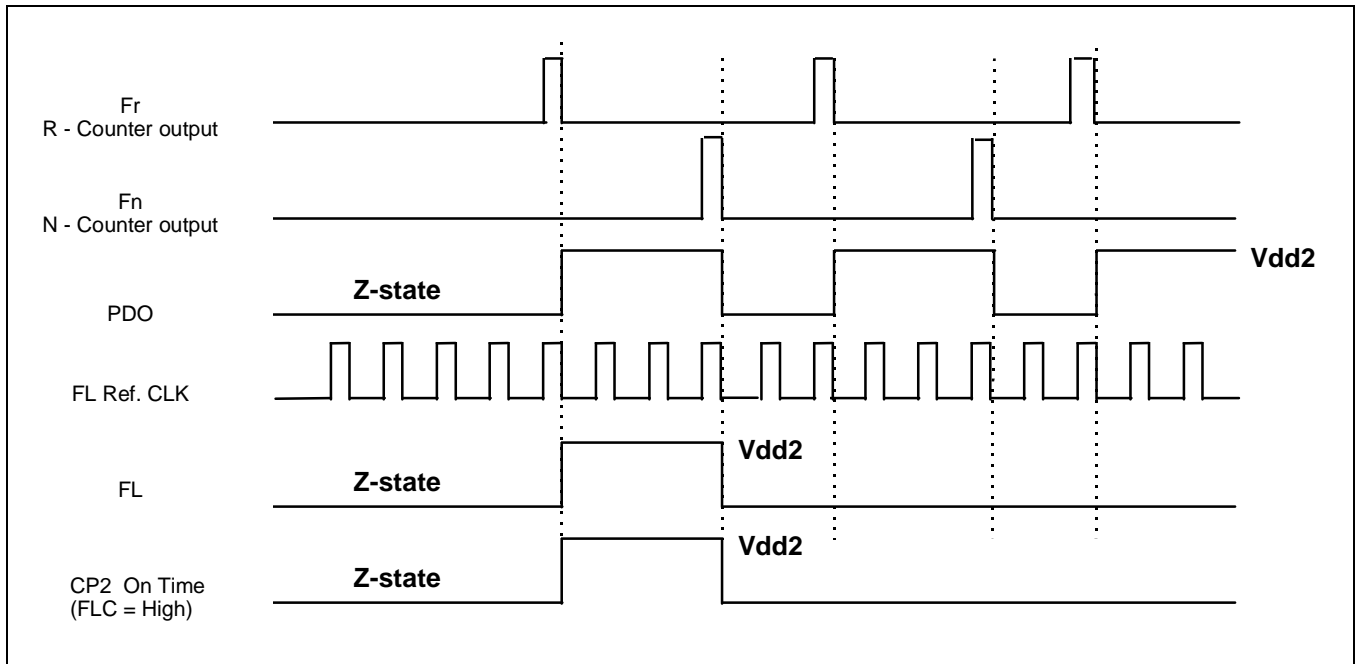 Fr
R - Counter output
Fn
N - Counter output
Vdd2
Z-state
PDO
FL Ref. CLK
Vdd2
Z-state
FL
Vdd2
Z-state
CP2 On Time
(FLC = High)